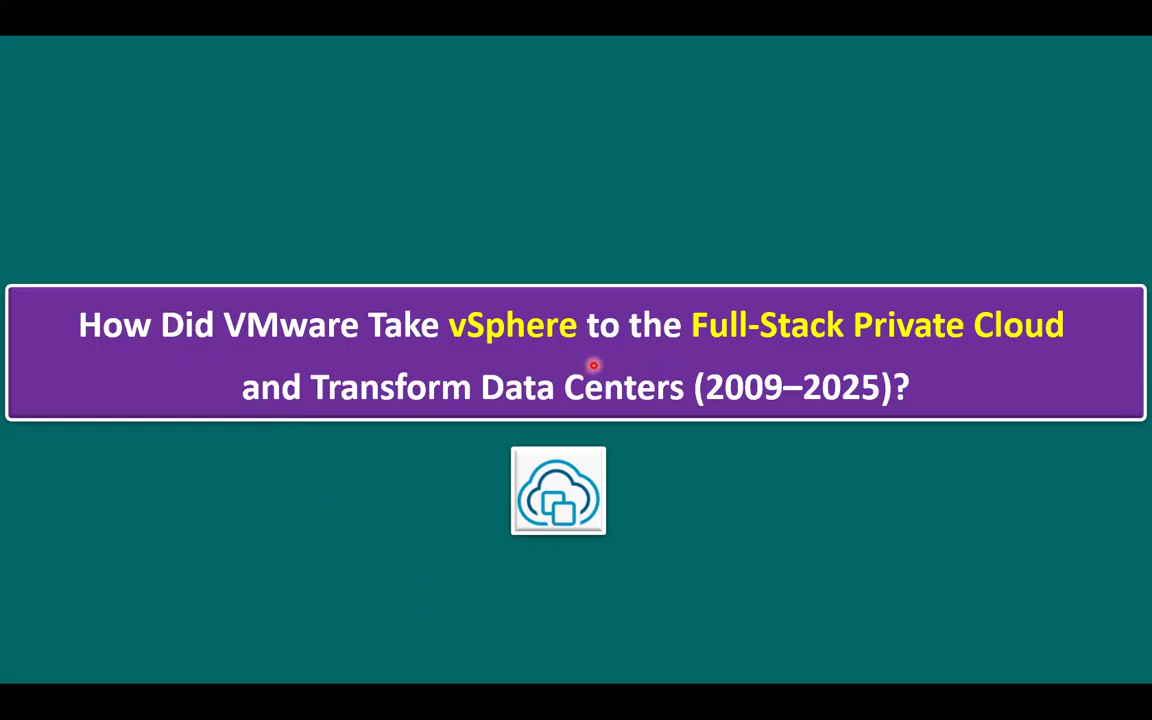 How Did VMware Take vSphere to the Full-Stack Private Cloud
and Transform Data Centers (2009–2025)?